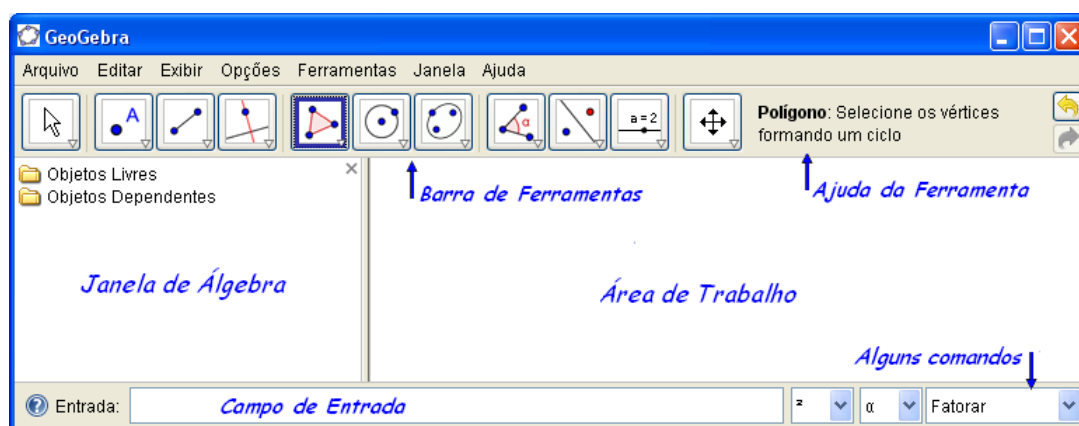 GeoGebra
Arquivo Editar Exibir Opções Ferramentas Janela Ajuda
A
α
a = 2
Polígono: Selecione os vértices
formando um ciclo
Objetos Livres
Objetos Dependentes
Barra de Ferramentas
Ajuda da Ferramenta
Janela de Álgebra
Área de Trabalho
Alguns comandos
Entrada:
Campo de Entrada
²
α
Fatorar